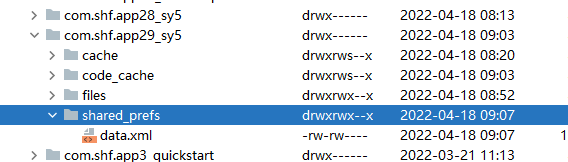 com.shf.app28_sy5 drwx------ 2022-04-18 08:13
com.shf.app29_sy5 drwx------ 2022-04-18 09:03
cache drwxrws--x 2022-04-18 08:20
code_cache drwxrws--x 2022-04-18 09:03
files drwxrwx--x 2022-04-18 08:52
shared_prefs drwxrwx--x 2022-04-18 09:07
data.xml -rw-rw---- 2022-04-18 09:07 1
com.shf.app3_quickstart drwx------ 2022-03-21 11:13